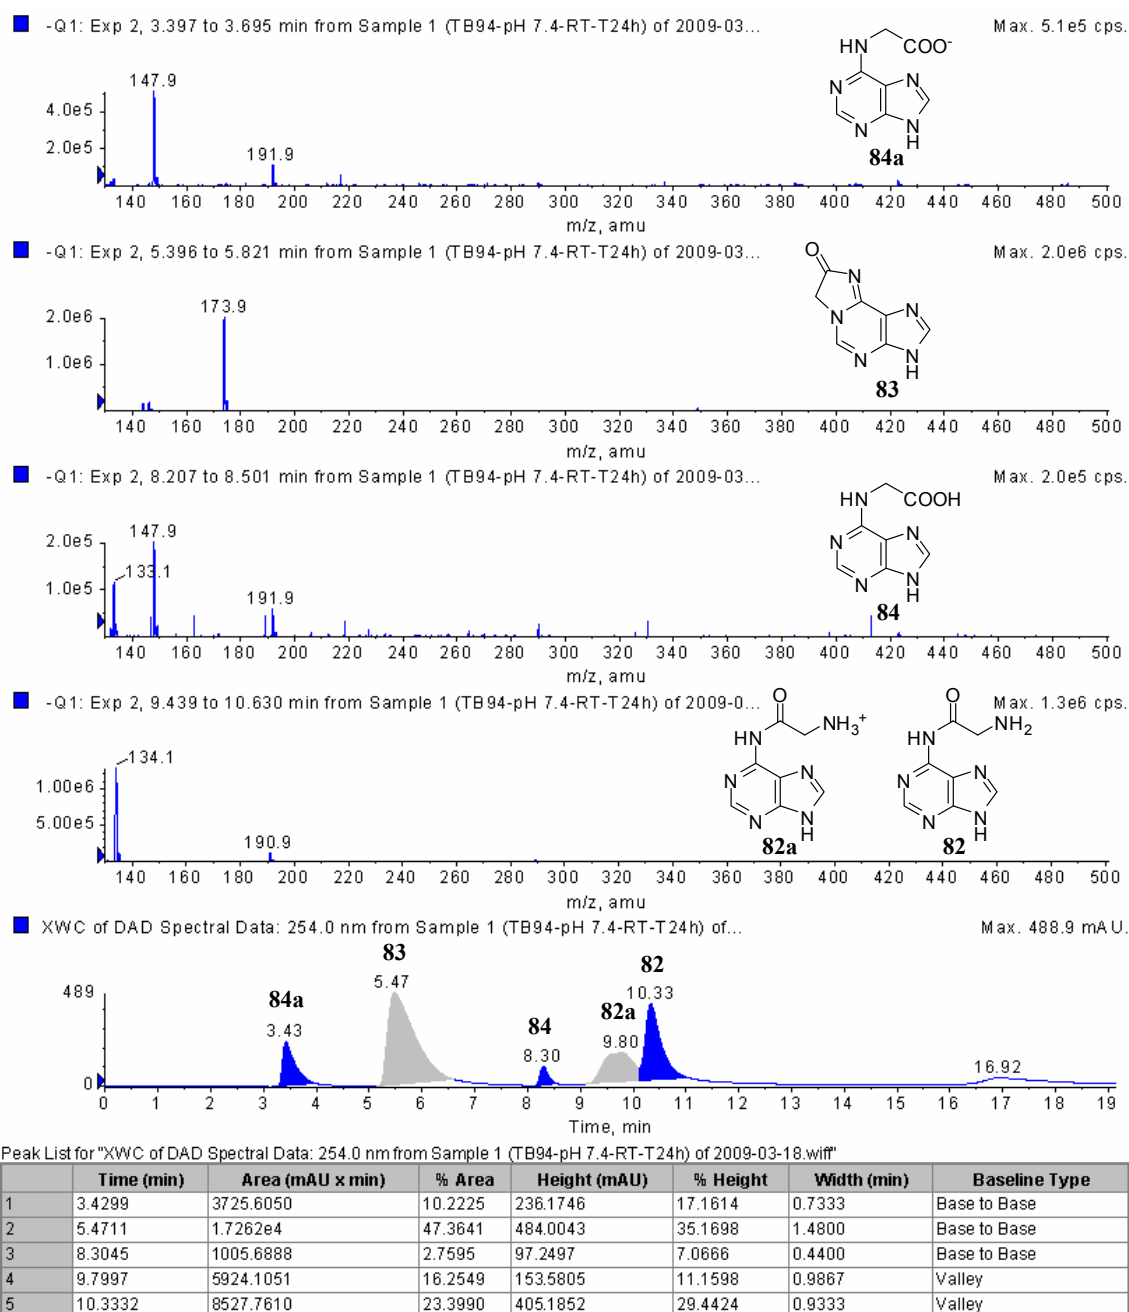 -Q1: Exp 2, 3.397 to 3.695 min from Sample 1 (TB94-pH 7.4-RT-T24h) of 2009-03... Max. 5.1e5 cps.
HN COO-
N N
N N
H
84a
147.9
4.0e5
2.0e5
191.9
140 160 180 200 220 240 260 280 300 320 340 360 380 400 420 440 460 480 500
m/z, amu
-Q1: Exp 2, 5.396 to 5.821 min from Sample 1 (TB94-pH 7.4-RT-T24h) of 2009-03... Max. 2.0e6 cps.
O
N
N N
N N
H
83
173.9
2.0e6
1.0e6
140 160 180 200 220 240 260 280 300 320 340 360 380 400 420 440 460 480 500
m/z, amu
-Q1: Exp 2, 8.207 to 8.501 min from Sample 1 (TB94-pH 7.4-RT-T24h) of 2009-03... Max. 2.0e5 cps.
HN COOH
N N
N N
H
84
147.9
2.0e5
133.1
1.0e5
191.9
140 160 180 200 220 240 260 280 300 320 340 360 380 400 420 440 460 480 500
m/z, amu
-Q1: Exp 2, 9.439 to 10.630 min from Sample 1 (TB94-pH 7.4-RT-T24h) of 2009-0... Max. 1.3e6 cps.
O O
NH3+ NH2
HN HN
N N N N
N N N N
H H
82a 82
134.1
1.00e6
5.00e5
190.9
140 160 180 200 220 240 260 280 300 320 340 360 380 400 420 440 460 480 500
m/z, amu
XWC of DAD Spectral Data: 254.0 nm from Sample 1 (TB94-pH 7.4-RT-T24h) of... Max. 488.9 mAU.
83
5.47
82
10.33
489
84a
3.43
82a
9.80
84
8.30
16.92
0
0 1 2 3 4 5 6 7 8 9 10 11 12 13 14 15 16 17 18 19
Time, min
Peak List for "XWC of DAD Spectral Data: 254.0 nm from Sample 1 (TB94-pH 7.4-RT-T24h) of 2009-03-18.wiff"
Time (min) Area (mAU x min) % Area Height (mAU) % Height Width (min) Baseline Type
1 3.4299 3725.6050 10.2225 236.1746 17.1614 0.7333 Base to Base
2 5.4711 1.7262e4 47.3641 484.0043 35.1698 1.4800 Base to Base
3 8.3045 1005.6888 2.7595 97.2497 7.0666 0.4400 Base to Base
4 9.7997 5924.1051 16.2549 153.5805 11.1598 0.9867 Valley
5 10.3332 8527.7610 23.3990 405.1852 29.4424 0.9333 Valley